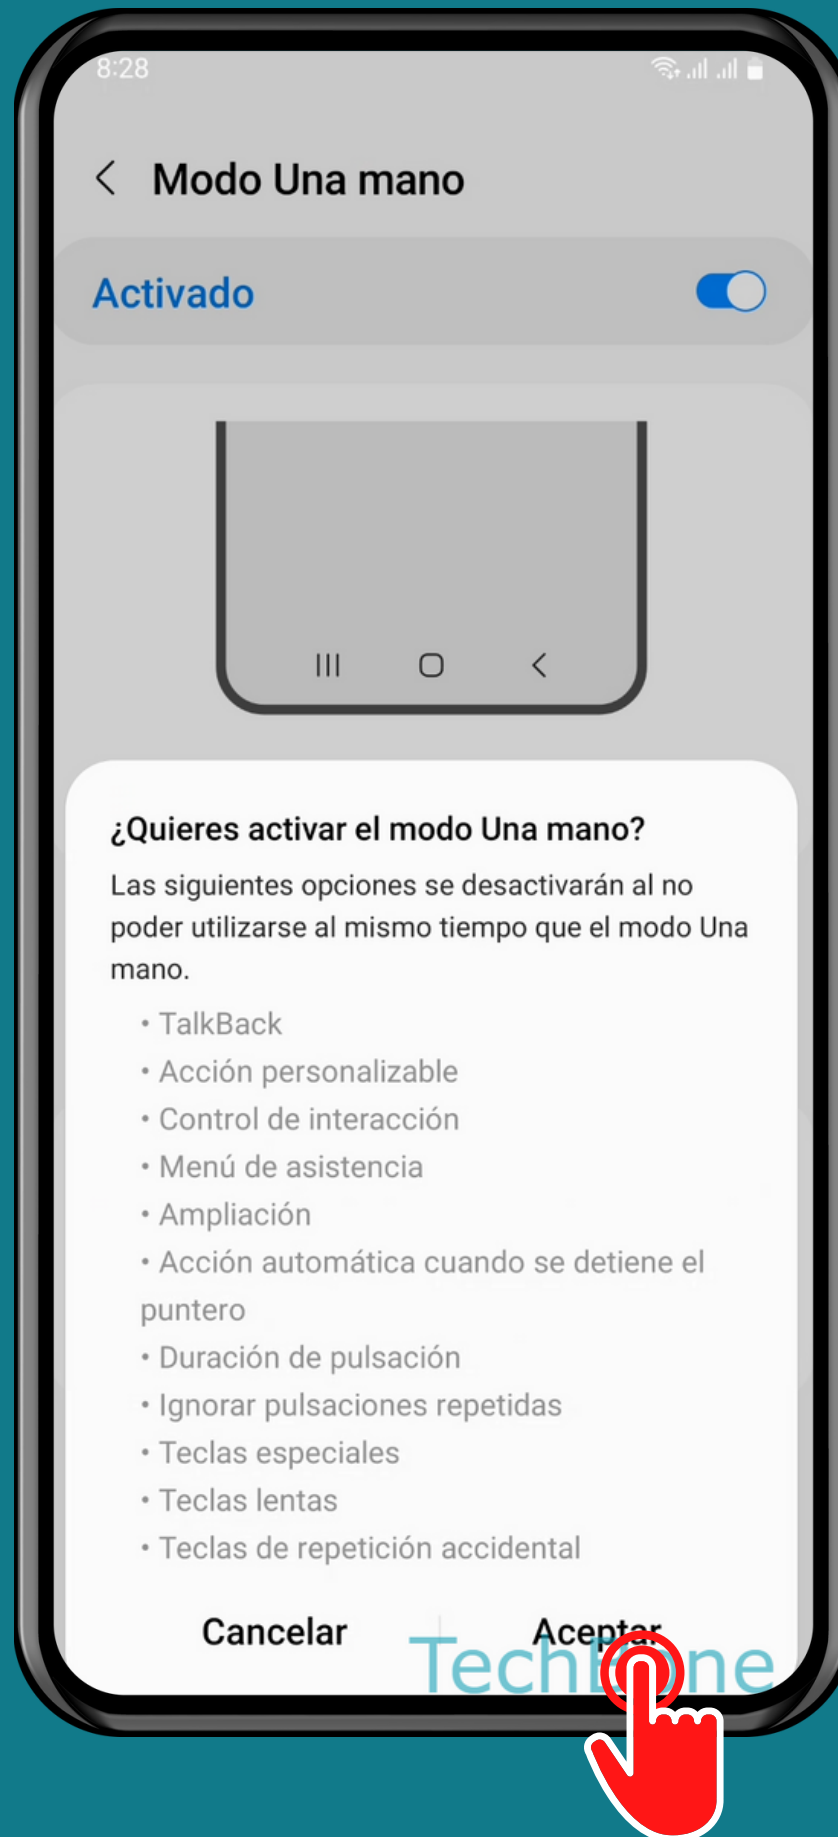 8:28
Modo Una mano
Activado
¿Quieres activar el modo Una mano?
Las siguientes opciones se desactivarán al no
poder utilizarse al mismo tiempo que el modo Una
mano.
• TalkBack
• Acción personalizable
• Control de interacción
• Menú de asistencia
• Ampliación
• Acción automática cuando se detiene el
puntero
• Duración de pulsación
• Ignorar pulsaciones repetidas
• Teclas especiales
• Teclas lentas
• Teclas de repetición accidental
Cancelar Aceptar